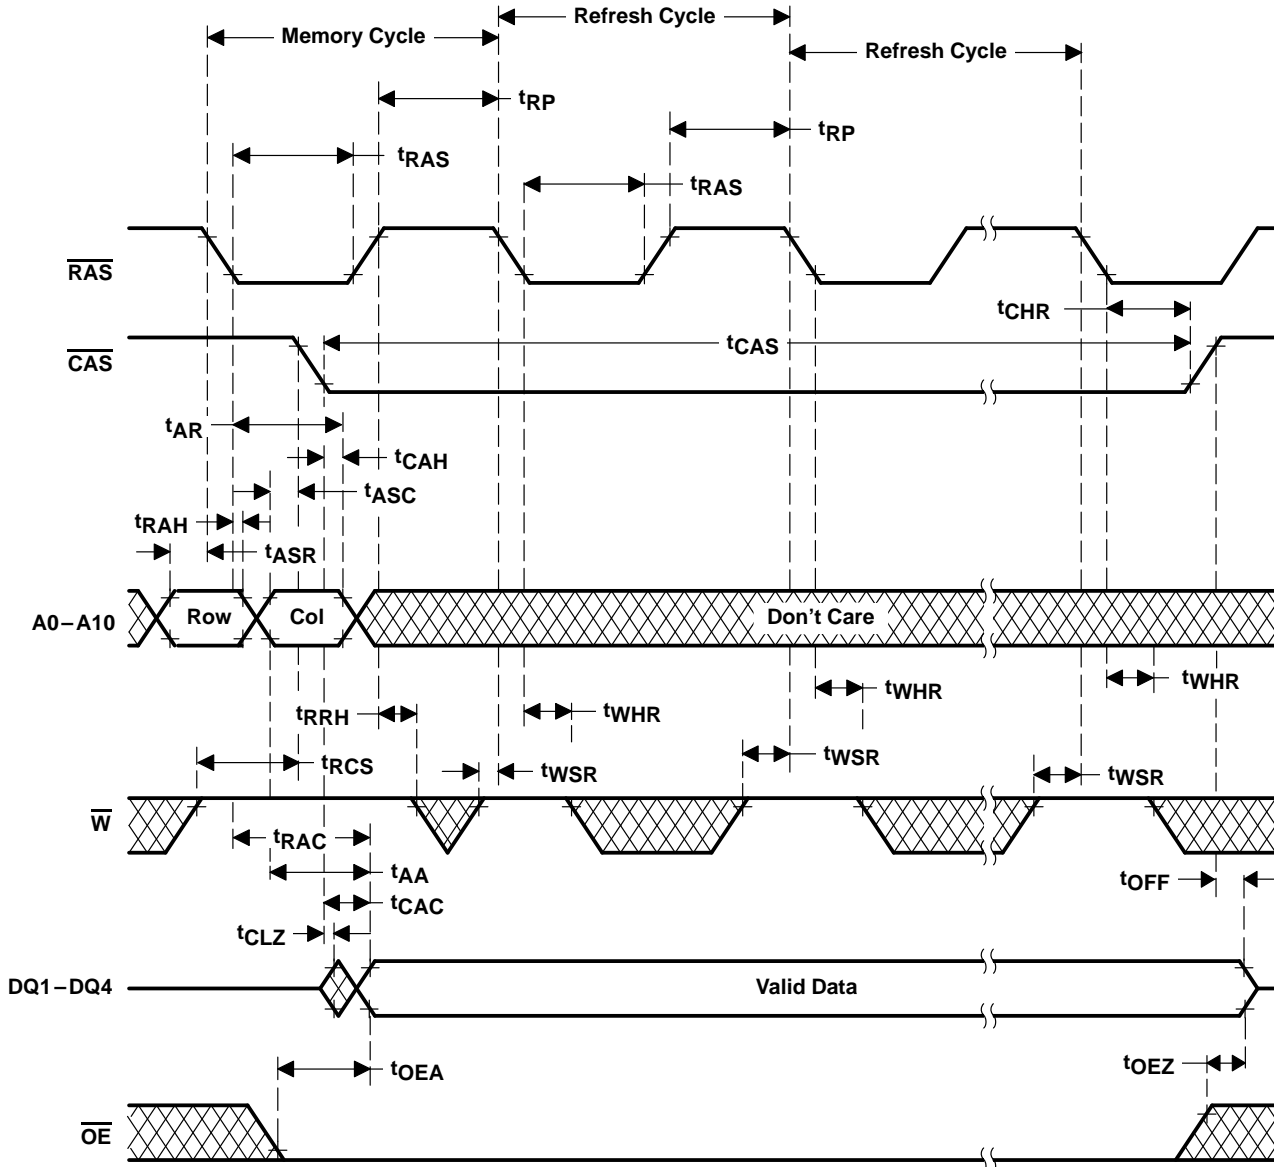 Refresh Cycle
Memory Cycle
Refresh Cycle
tRP
tRP
tRAS
tRAS
RAS
tCHR
CAS
tCAS
tAR
tCAH
tASC
tRAH
tASR
A0–A10
Row
Col
Don't Care
tWHR
tWHR
tWHR
tRRH
tRCS
tWSR
tWSR
tWSR
W
tRAC
tAA
tOFF
tCAC
tCLZ
DQ1–DQ4
Valid Data
tOEA
tOEZ
OE